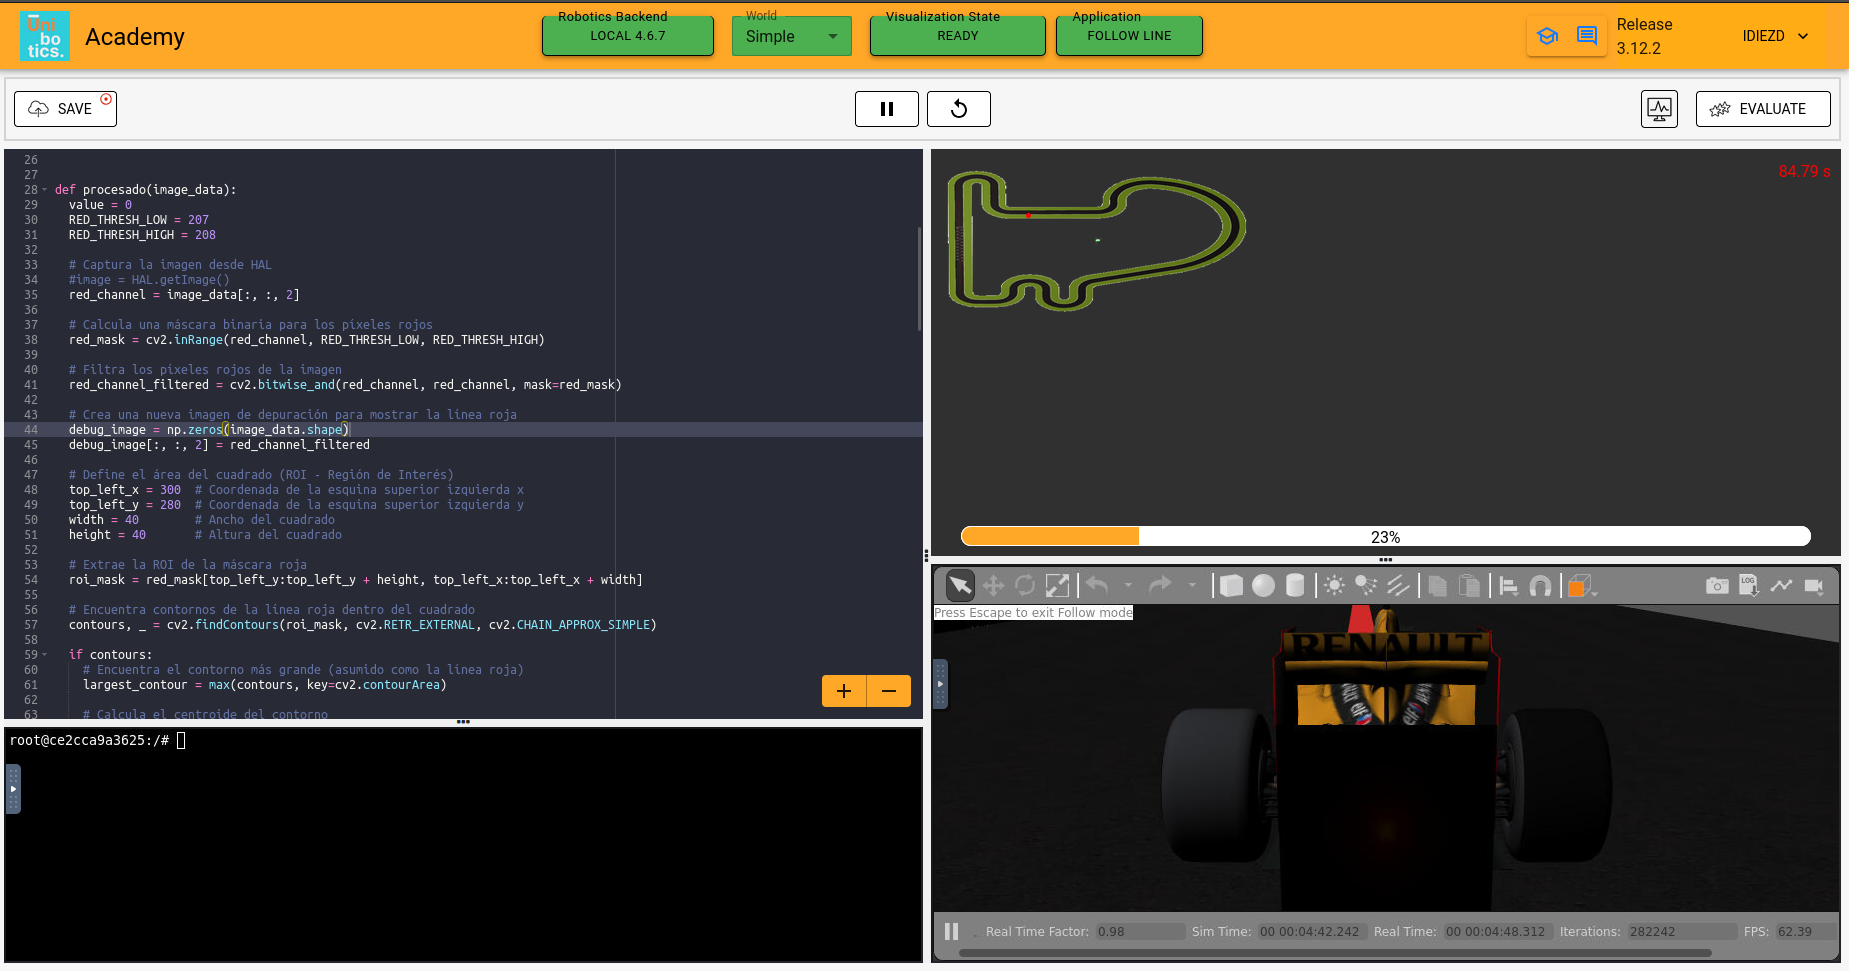 Uni
bo
tics.
Academy
Robotics Backend
LOCAL 4.6.7
World
Simple
Visualization State
READY
Application
FOLLOW LINE
Release
3.12.2
IDIEZD
SAVE
EVALUATE
26
27
28 def procesado(image_data):
29 value = 0
30 RED_THRESH_LOW = 207
31 RED_THRESH_HIGH = 208
32
33 # Captura la imagen desde HAL
34 #image = HAL.getImage()
35 red_channel = image_data[:, :, 2]
36
37 # Calcula una máscara binaria para los píxeles rojos
38 red_mask = cv2.inRange(red_channel, RED_THRESH_LOW, RED_THRESH_HIGH)
39
40 # Filtra los píxeles rojos de la imagen
41 red_channel_filtered = cv2.bitwise_and(red_channel, red_channel, mask=red_mask)
42
43 # Crea una nueva imagen de depuración para mostrar la línea roja
44 debug_image = np.zeros(image_data.shape)
45 debug_image[:, :, 2] = red_channel_filtered
46
47 # Define el área del cuadrado (ROI - Región de Interés)
48 top_left_x = 300 # Coordenada de la esquina superior izquierda x
49 top_left_y = 280 # Coordenada de la esquina superior izquierda y
50 width = 40 # Ancho del cuadrado
51 height = 40 # Altura del cuadrado
52
53 # Extrae la ROI de la máscara roja
54 roi_mask = red_mask[top_left_y:top_left_y + height, top_left_x:top_left_x + width]
55
56 # Encuentra contornos de la línea roja dentro del cuadrado
57 contours, _ = cv2.findContours(roi_mask, cv2.RETR_EXTERNAL, cv2.CHAIN_APPROX_SIMPLE)
58
59 if contours:
60 # Encuentra el contorno más grande (asumido como la línea roja)
61 largest_contour = max(contours, key=cv2.contourArea)
62
63 # Calcula el centroide del contorno
+
−
root@ce2cca9a3625:/#
84.79 s
23%
LOG
Press Escape to exit Follow mode
RENAULT
elf
elf
Real Time Factor: 0.98 Sim Time: 00 00:04:42.242 Real Time: 00 00:04:48.312 Iterations: 282242 FPS: 62.39